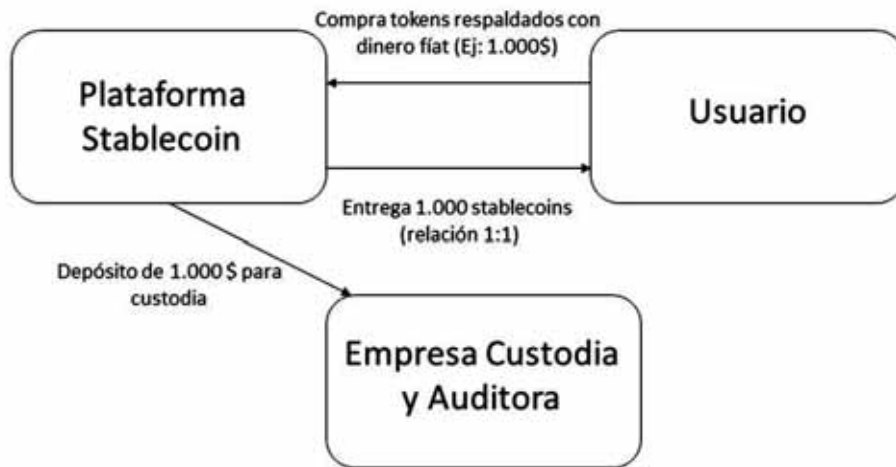 Compra tokens respaldados con
dinero fíat (Ej: 1.000$)
Plataforma
Stablecoin
Usuario
Entrega 1.000 stablecoins
(relación 1:1)
Depósito de 1.000 $ para
custodia
Empresa Custodia
y Auditora